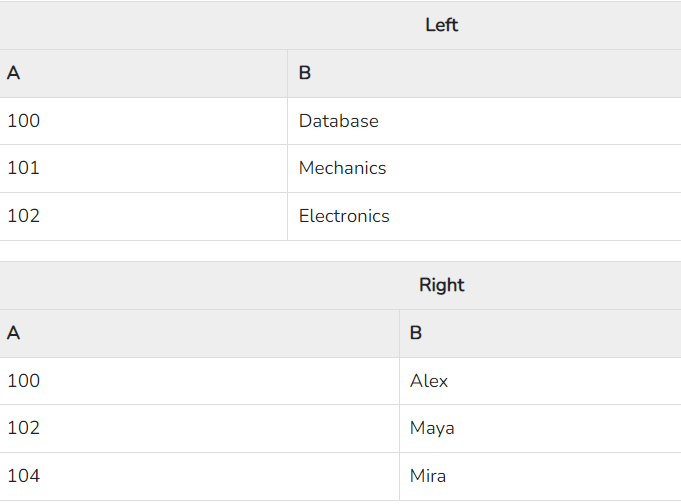 Left
A B
100 Database
101 Mechanics
102 Electronics
Right
A B
100 Alex
102 Maya
104 Mira